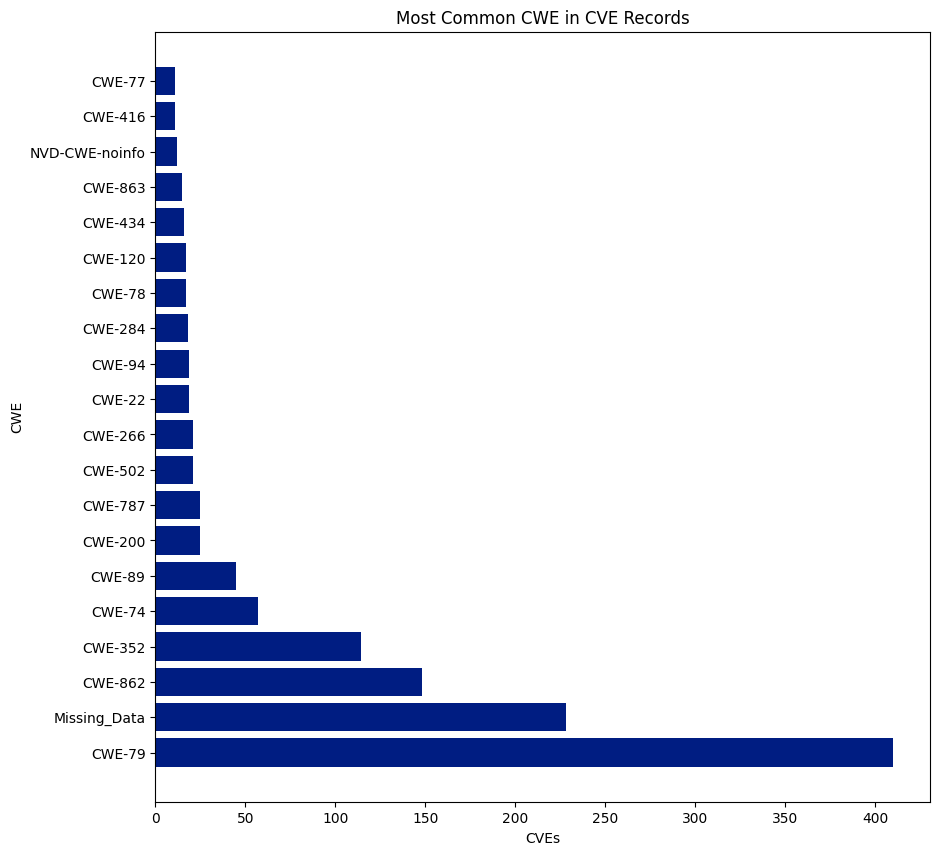 Most Common CWE in CVE Records
CWE
CWE-77
CWE-416
NVD-CWE-noinfo
CWE-863
CWE-434
CWE-120
CWE-78
CWE-284
CWE-94
CWE-22
CWE-266
CWE-502
CWE-787
CWE-200
CWE-89
CWE-74
CWE-352
CWE-862
Missing_Data
CWE-79
0 50 100 150 200 250 300 350 400
CVEs